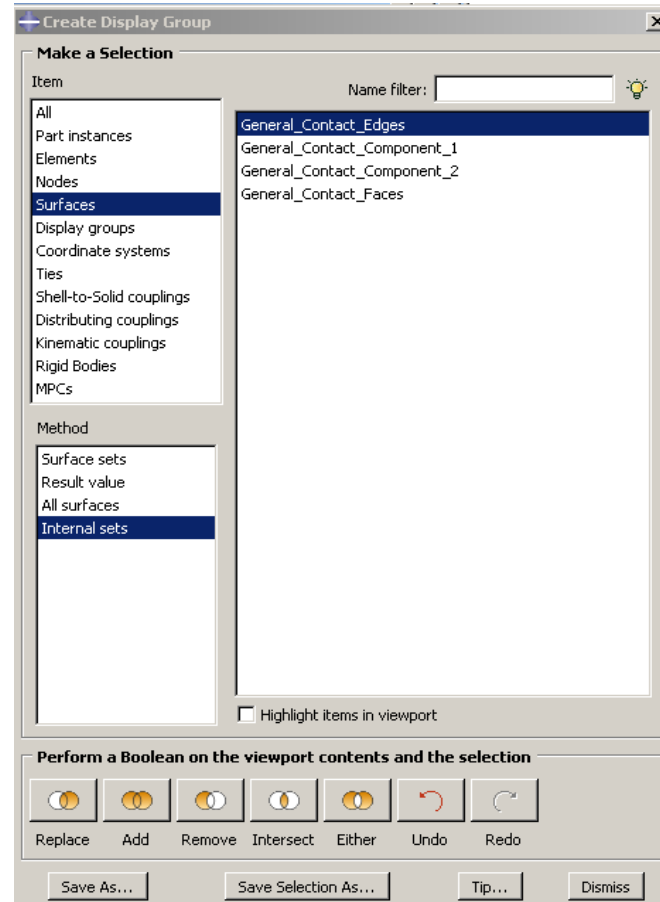 Create Display Group
Make a Selection
Item
Name filter:
All
Part instances
Elements
Nodes
Surfaces
Display groups
Coordinate systems
Ties
Shell-to-Solid couplings
Distributing couplings
Kinematic couplings
Rigid Bodies
MPCs
General_Contact_Edges
General_Contact_Component_1
General_Contact_Component_2
General_Contact_Faces
Method
Surface sets
Result value
All surfaces
Internal sets
Highlight items in viewport
Perform a Boolean on the viewport contents and the selection
Replace Add Remove Intersect Either Undo Redo
Save As... Save Selection As... Tip... Dismiss